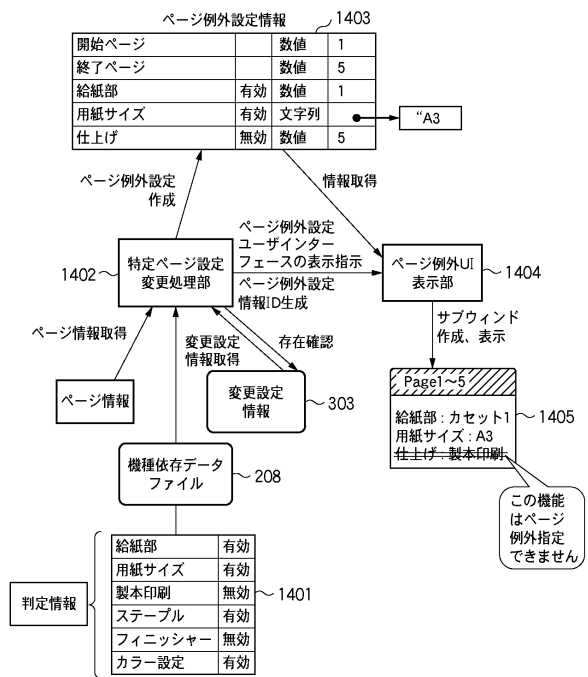 ページ例外設定情報
1403
開始ページ 数値 1
終了ページ 数値 5
給紙部 有効 数値 1
用紙サイズ 有効 文字列
“A3
仕上げ 無効 数値 5
ページ例外設定
作成
情報取得
ページ例外設定
ユーザインター
フェースの表示指示
1402
特定ページ設定
変更処理部
ページ例外UI
表示部
1404
ページ例外設定
情報ID生成
ページ情報取得
変更設定
情報取得
存在確認
サブウィンド
作成、表示
ページ情報
変更設定
情報
303
Page1～5
給紙部 : カセット1
用紙サイズ : A3
仕上げ : 製本印刷
1405
機種依存データ
ファイル
208
この機能
はページ
例外指定
できません
判定情報
給紙部 有効
用紙サイズ 有効
製本印刷 無効
ステープル 有効
フィニッシャー 無効
カラー設定 有効
1401